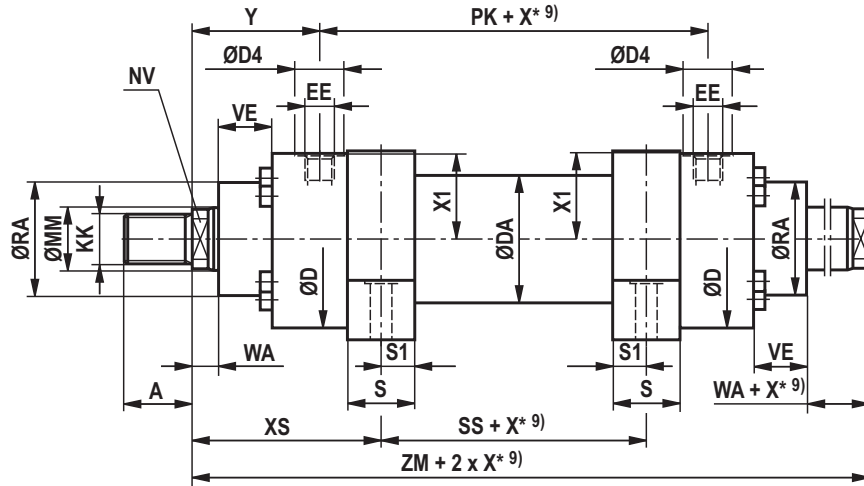 Y
PK + X* 9)
ØD4
ØD4
NV
EE
EE
VE
X1
X1
ØRA
ØMM
KK
ØD
ØDA
ØD
ØRA
S1
S1
VE
WA
S
S
WA + X* 9)
A
XS
SS + X* 9)
ZM + 2 x X* 9)